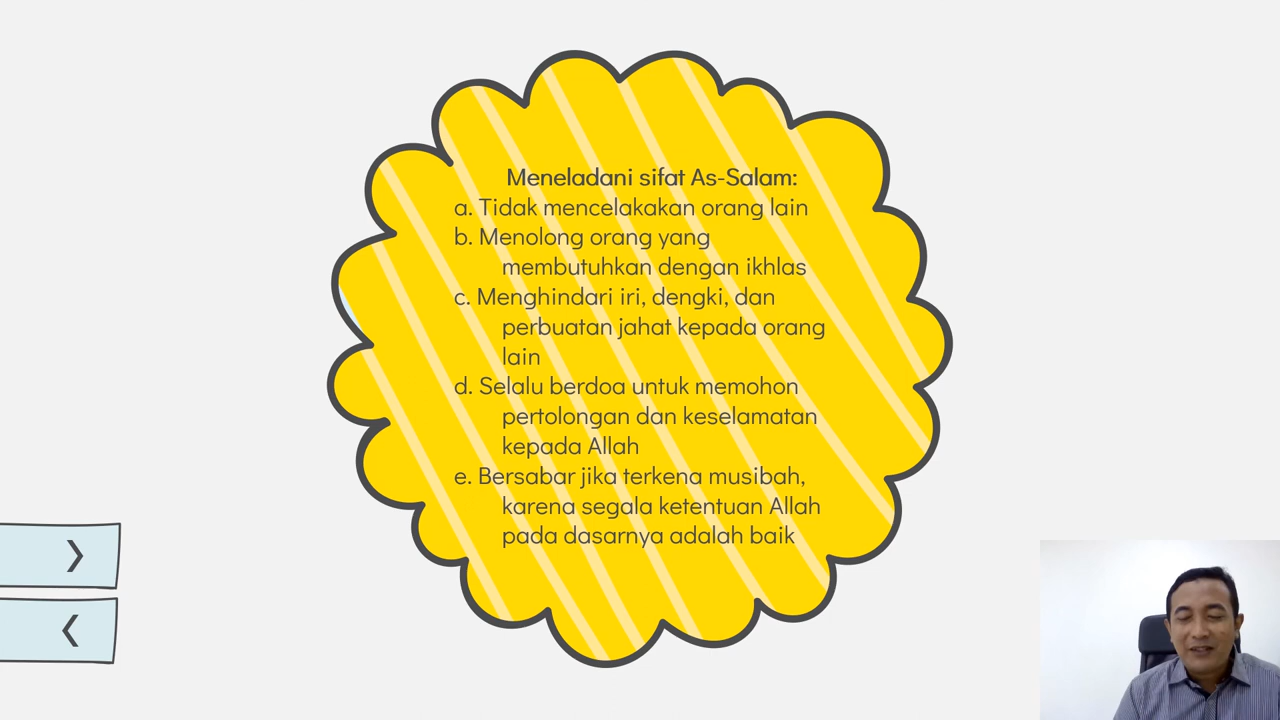 Meneladani sifat As-Salam:
a. Tidak mencelakakan orang lain
b. Menolong orang yang
membutuhkan dengan ikhlas
c. Menghindari iri, dengki, dan
perbuatan jahat kepada orang
lain
d. Selalu berdoa untuk memohon
pertolongan dan keselamatan
kepada Allah
e. Bersabar jika terkena musibah,
karena segala ketentuan Allah
pada dasarnya adalah baik